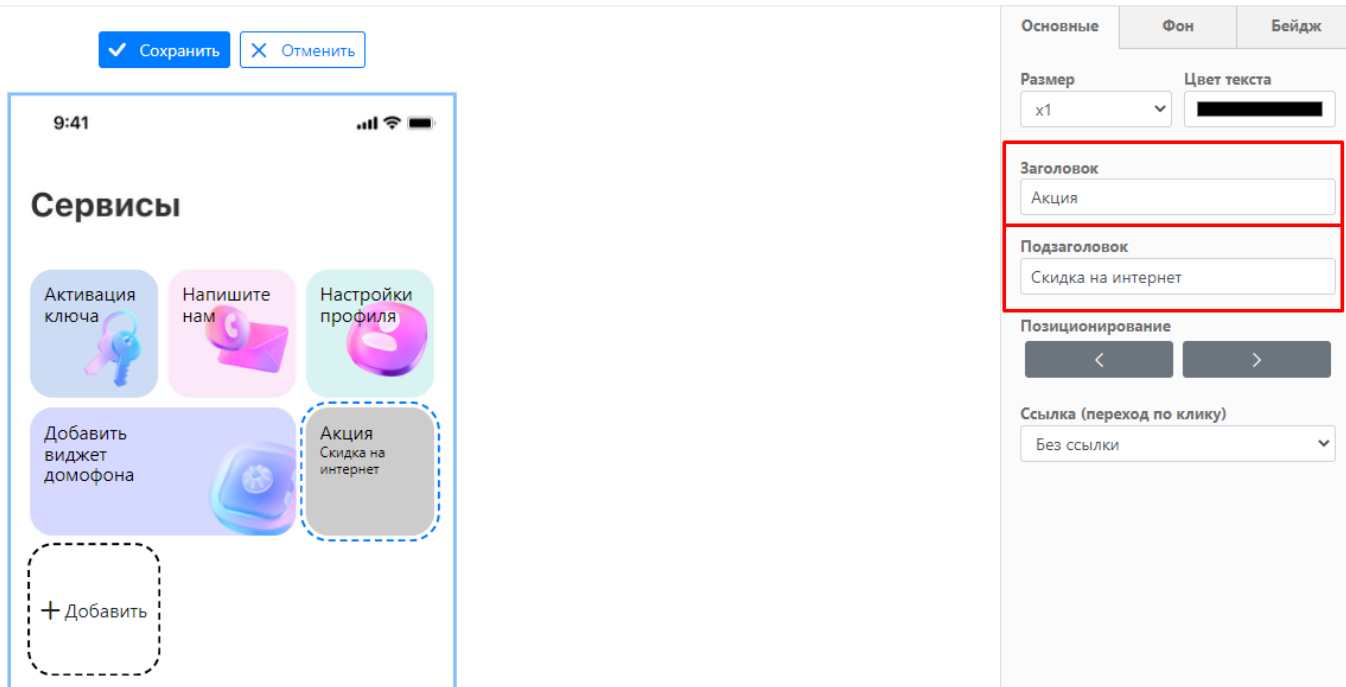 Сохранить
Отменить
9:41
Сервисы
Активация
ключа
Напишите
нам
Настройки
профиля
Добавить
виджет
домофона
Акция
Скидка на
интернет
Добавить
Основные
Фон
Бейдж
Размер
Цвет текста
x1
Заголовок
Акция
Подзаголовок
Скидка на интернет
Позиционирование
Ссылка (переход по клику)
Без ссылки